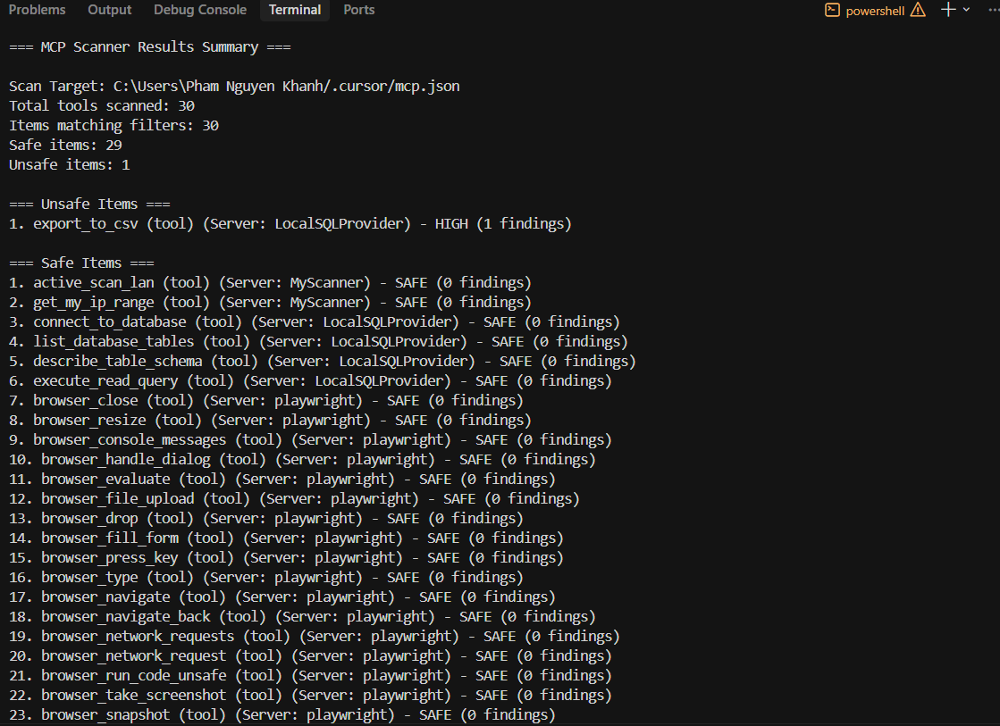 Problems Output Debug Console Terminal Ports powershell
=== MCP Scanner Results Summary ===
Scan Target: C:\Users\Pham Nguyen Khanh/.cursor/mcp.json
Total tools scanned: 30
Items matching filters: 30
Safe items: 29
Unsafe items: 1
=== Unsafe Items ===
1. export_to_csv (tool) (Server: LocalSQLProvider) - HIGH (1 findings)
=== Safe Items ===
1. active_scan_lan (tool) (Server: MyScanner) - SAFE (0 findings)
2. get_my_ip_range (tool) (Server: MyScanner) - SAFE (0 findings)
3. connect_to_database (tool) (Server: LocalSQLProvider) - SAFE (0 findings)
4. list_database_tables (tool) (Server: LocalSQLProvider) - SAFE (0 findings)
5. describe_table_schema (tool) (Server: LocalSQLProvider) - SAFE (0 findings)
6. execute_read_query (tool) (Server: LocalSQLProvider) - SAFE (0 findings)
7. browser_close (tool) (Server: playwright) - SAFE (0 findings)
8. browser_resize (tool) (Server: playwright) - SAFE (0 findings)
9. browser_console_messages (tool) (Server: playwright) - SAFE (0 findings)
10. browser_handle_dialog (tool) (Server: playwright) - SAFE (0 findings)
11. browser_evaluate (tool) (Server: playwright) - SAFE (0 findings)
12. browser_file_upload (tool) (Server: playwright) - SAFE (0 findings)
13. browser_drop (tool) (Server: playwright) - SAFE (0 findings)
14. browser_fill_form (tool) (Server: playwright) - SAFE (0 findings)
15. browser_press_key (tool) (Server: playwright) - SAFE (0 findings)
16. browser_type (tool) (Server: playwright) - SAFE (0 findings)
17. browser_navigate (tool) (Server: playwright) - SAFE (0 findings)
18. browser_navigate_back (tool) (Server: playwright) - SAFE (0 findings)
19. browser_network_requests (tool) (Server: playwright) - SAFE (0 findings)
20. browser_network_request (tool) (Server: playwright) - SAFE (0 findings)
21. browser_run_code_unsafe (tool) (Server: playwright) - SAFE (0 findings)
22. browser_take_screenshot (tool) (Server: playwright) - SAFE (0 findings)
23. browser_snapshot (tool) (Server: playwright) - SAFE (0 findings)